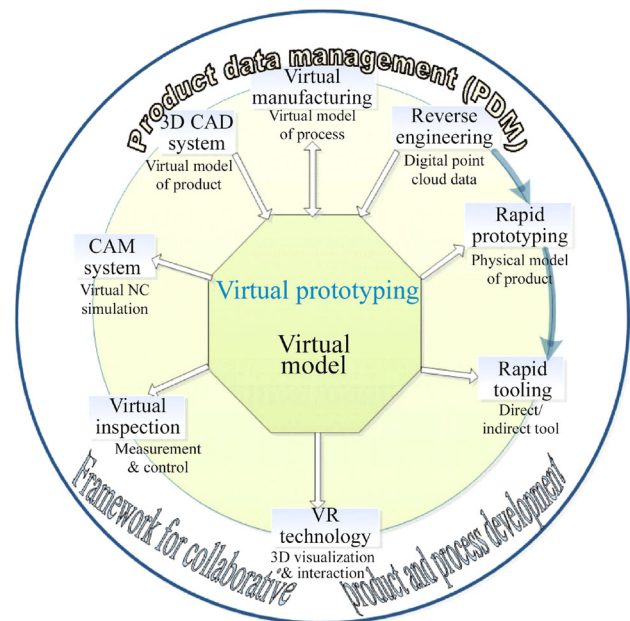 Product data management (PDM)
Virtual
manufacturing
Virtual model
of process
3D CAD
system
Virtual model
of product
Reverse
engineering
Digital point
cloud data
Rapid
prototyping
Physical model
of product
CAM
system
Virtual NC
simulation
Virtual prototyping
Virtual
model
Rapid
tooling
Direct/
indirect tool
Virtual
inspection
Measurement
& control
VR
technology
3D visualization
& interaction
Framework for collaborative
product and process development